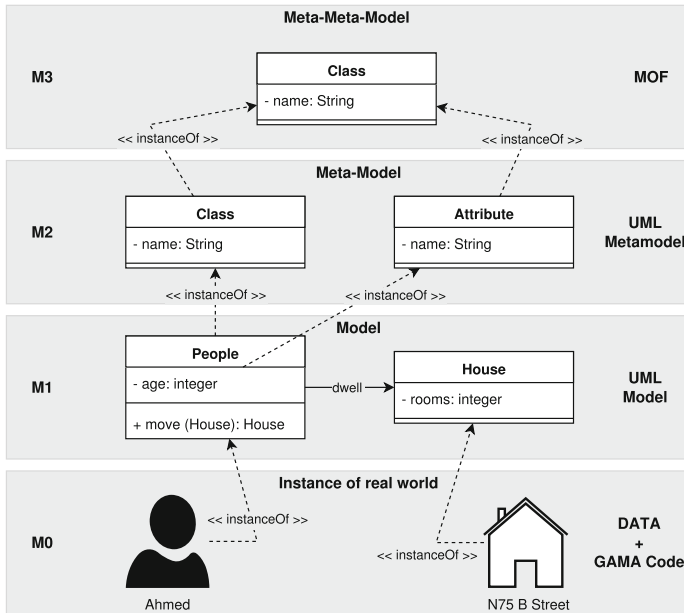 Meta-Meta-Model
Class
M3
MOF
- name: String
<< instanceOf >>
<< instanceOf >>
Meta-Model
Class
Attribute
M2
UML
Metamodel
- name: String
- name: String
<< instanceOf >>
<< instanceOf >>
Model
People
House
M1
UML
Model
- age: integer
dwell
- rooms: integer
+ move (House): House
Instance of real world
<< instanceOf >>
M0
DATA
+
GAMA Code
<< instanceOf >>
Ahmed
N75 B Street